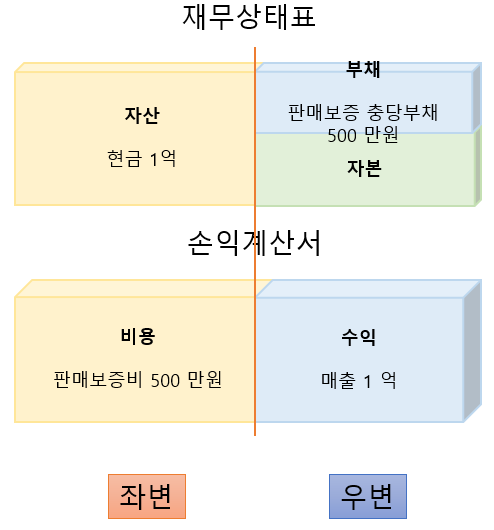 재무상태표
자산
현금 1억
부채
판매보증 충당부채
500 만원
자본
손익계산서
비용
판매보증비 500 만원
수익
매출 1 억
좌변
우변